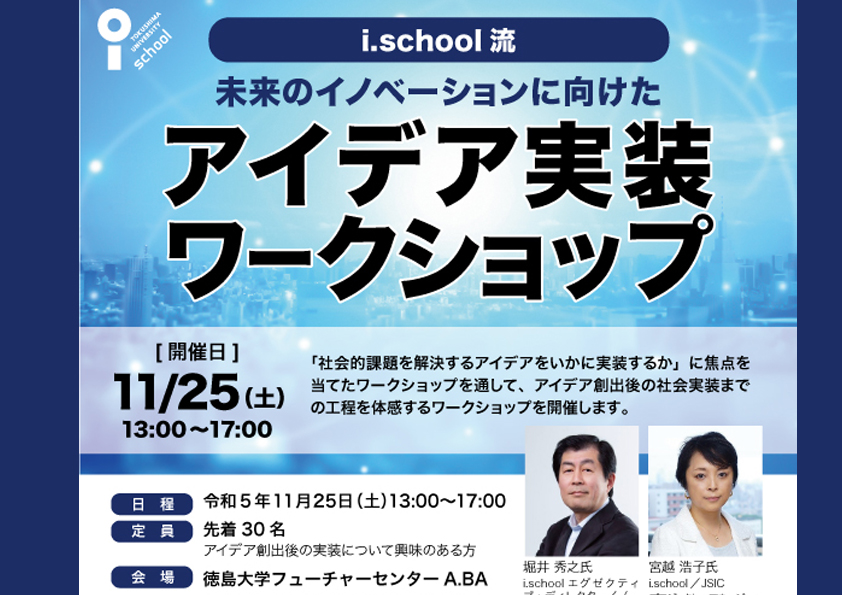 TOKUSHIMA
UNIVERSITY
school
i.school 流
未来のイノベーションに向けた
アイデア実装
ワークショップ
[ 開催日 ]
11/25（土）
13:00～17:00
「社会的課題を解決するアイデアをいかに実装するか」に焦点を
当てたワークショップを通して、アイデア創出後の社会実装まで
の工程を体感するワークショップを開催します。
日 程 令和5年11月25日（土）13:00～17:00
定 員 先着 30 名
アイデア創出後の実装について興味のある方
会 場 徳島大学フューチャーセンター A.BA
堀井 秀之氏
i.school エグゼクティ
宮越 浩子氏
i.school／JSIC